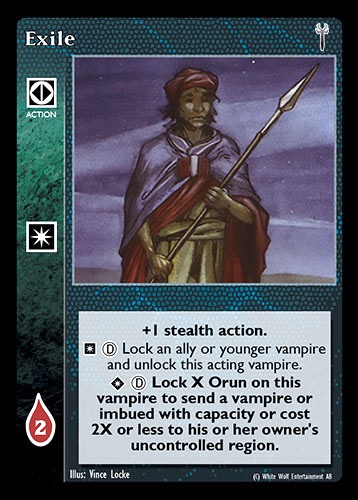 Exile
ACTION
+1 stealth action.
D Lock an ally or younger vampire
and unlock this acting vampire.
D Lock X Orun on this
vampire to send a vampire or
imbued with capacity or cost
2X or less to his or her owner's
uncontrolled region.
2
Illus: Vince Locke
(C) White Wolf Entertainment AB